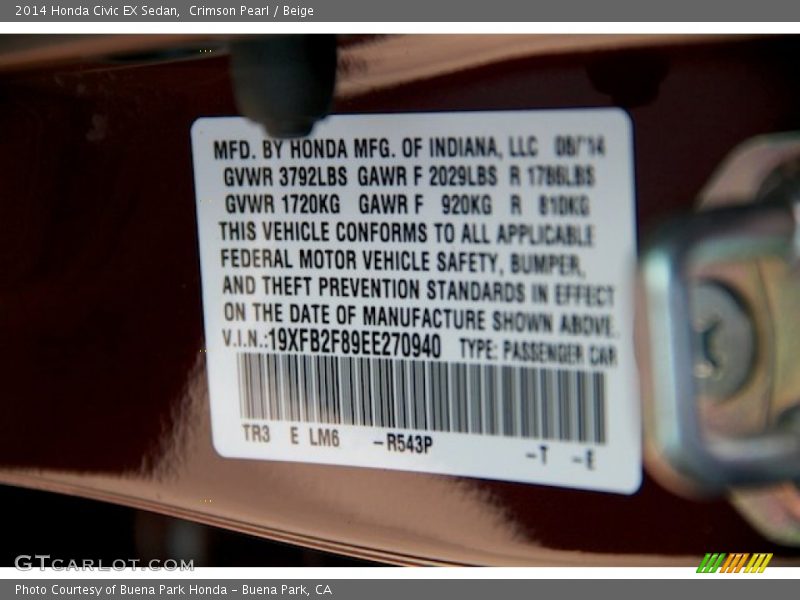 2014 Honda Civic EX Sedan,  Crimson Pearl / Beige
MFD. BY HONDA MFG. OF INDIANA, LLC 08/'14
GVWR 3792LBS GAWR F 2029LBS R 1786LBS
GVWR 1720KG GAWR F 920KG R 810KG
THIS VEHICLE CONFORMS TO ALL APPLICABLE
FEDERAL MOTOR VEHICLE SAFETY, BUMPER,
AND THEFT PREVENTION STANDARDS IN EFFECT
ON THE DATE OF MANUFACTURE SHOWN ABOVE.
V.I.N.:19XFB2F89EE270940 TYPE: PASSENGER CAR
TR3 E LM6 -R543P
-T -E
GTCARLOT.COM
Photo Courtesy of Buena Park Honda - Buena Park, CA